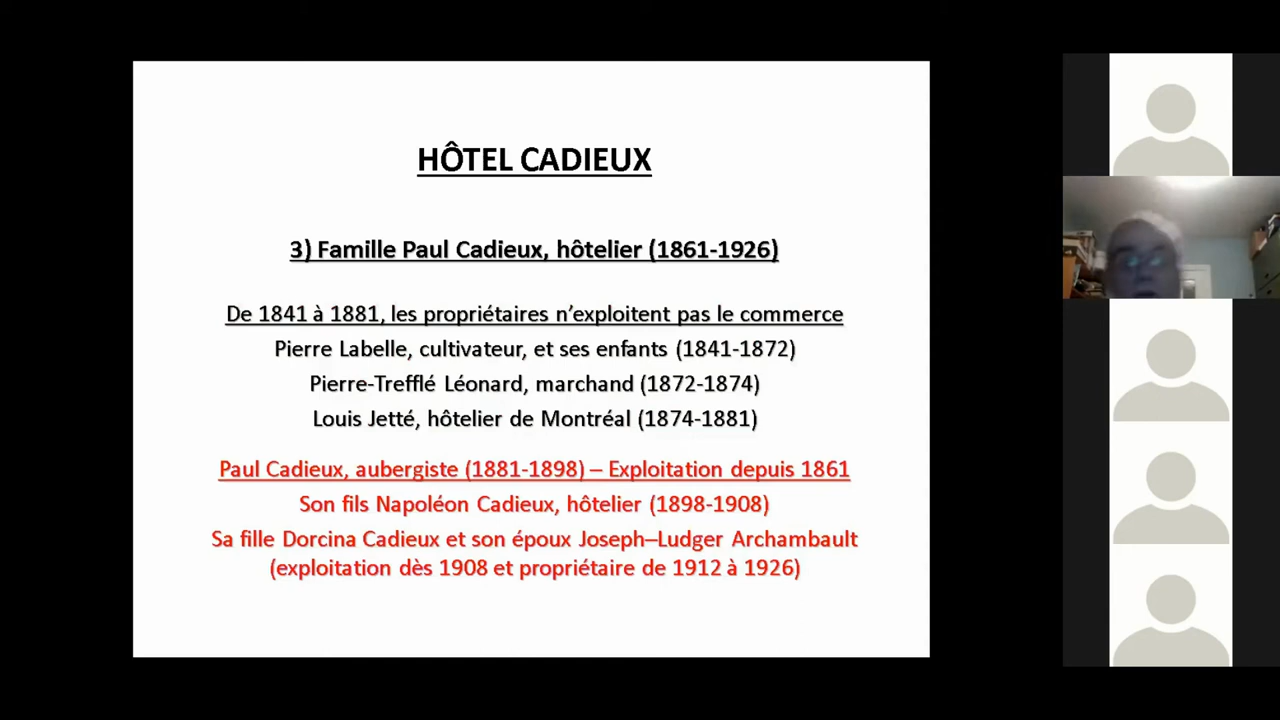 HÔTEL CADIEUX
3) Famille Paul Cadieux, hôtelier (1861-1926)
De 1841 à 1881, les propriétaires n’exploitent pas le commerce
Pierre Labelle, cultivateur, et ses enfants (1841-1872)
Pierre-Trefflé Léonard, marchand (1872-1874)
Louis Jetté, hôtelier de Montréal (1874-1881)
Paul Cadieux, aubergiste (1881-1898) – Exploitation depuis 1861
Son fils Napoléon Cadieux, hôtelier (1898-1908)
Sa fille Dorcina Cadieux et son époux Joseph–Ludger Archambault
(exploitation dès 1908 et propriétaire de 1912 à 1926)